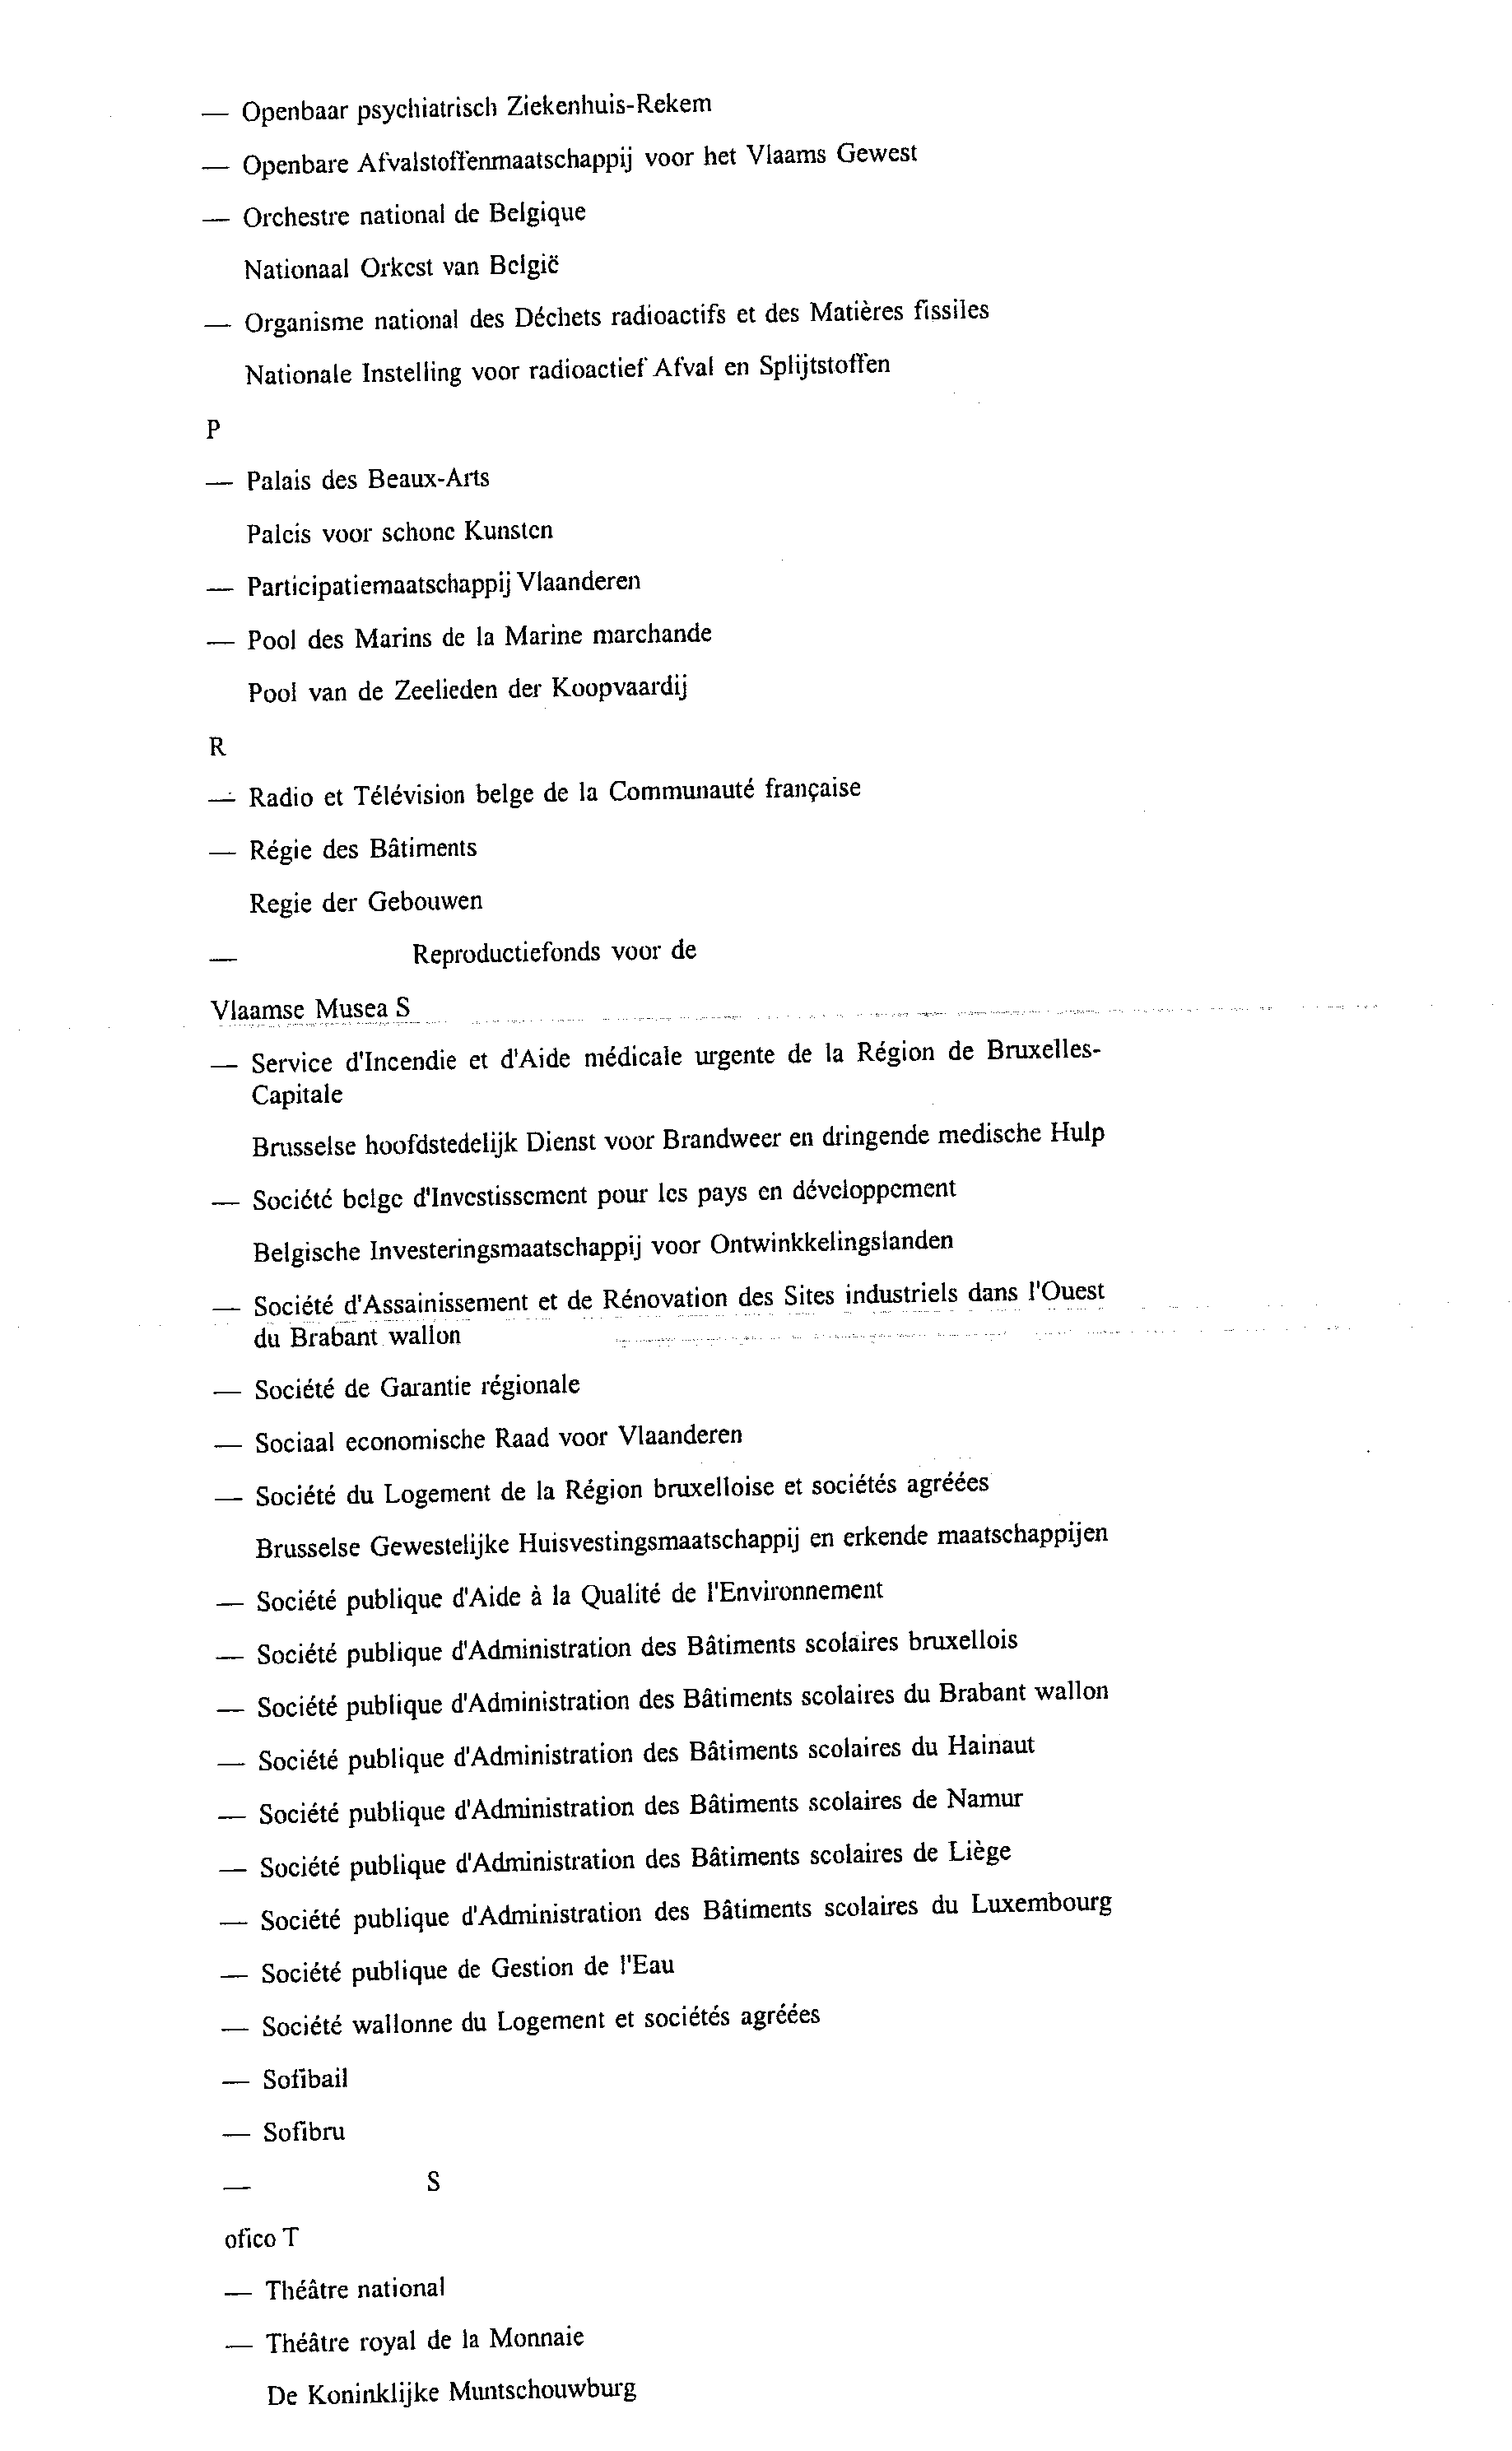 — Openbaar psychiatrisch Ziekenhuis-Rekem
— Openbare Afvalstoffenmaatschappij voor het Vlaams Gewest
— Orchestre national de Belgique
Nationaal Orkest van België
— Organisme national des Déchets radioactifs et des Matières fissiles
Nationale Instelling voor radioactief Afval en Splijtstoffen
P
— Palais des Beaux-Arts
Paleis voor schone Kunsten
— Participatiemaatschappij Vlaanderen
— Pool des Marins de la Marine marchande
Pool van de Zeelieden der Koopvaardij
R
— Radio et Télévision belge de la Communauté française
— Régie des Bâtiments
Regie der Gebouwen
— Reproductiefonds voor de
Vlaamse Musea S
— Service d'Incendie et d'Aide médicale urgente de la Région de Bruxelles-
Capitale
Brusselse hoofdstedelijk Dienst voor Brandweer en dringende medische Hulp
— Société belge d'Investissement pour les pays en développement
Belgische Investeringsmaatschappij voor Ontwinkkelingslanden
— Société d'Assainissement et de Rénovation des Sites industriels dans l'Ouest
du Brabant wallon
— Société de Garantie régionale
— Sociaal economische Raad voor Vlaanderen
— Société du Logement de la Région bruxelloise et sociétés agréées
Brusselse Gewestelijke Huisvestingsmaatschappij en erkende maatschappijen
— Société publique d'Aide à la Qualité de l'Environnement
— Société publique d'Administration des Bâtiments scolaires bruxellois
— Société publique d'Administration des Bâtiments scolaires du Brabant wallon
— Société publique d'Administration des Bâtiments scolaires du Hainaut
— Société publique d'Administration des Bâtiments scolaires de Namur
— Société publique d'Administration des Bâtiments scolaires de Liège
— Société publique d'Administration des Bâtiments scolaires du Luxembourg
— Société publique de Gestion de l'Eau
— Société wallonne du Logement et sociétés agréées
— Sofibail
— Sofibru
— S
ofico T
— Théâtre national
— Théâtre royal de la Monnaie
De Koninklijke Muntschouwburg